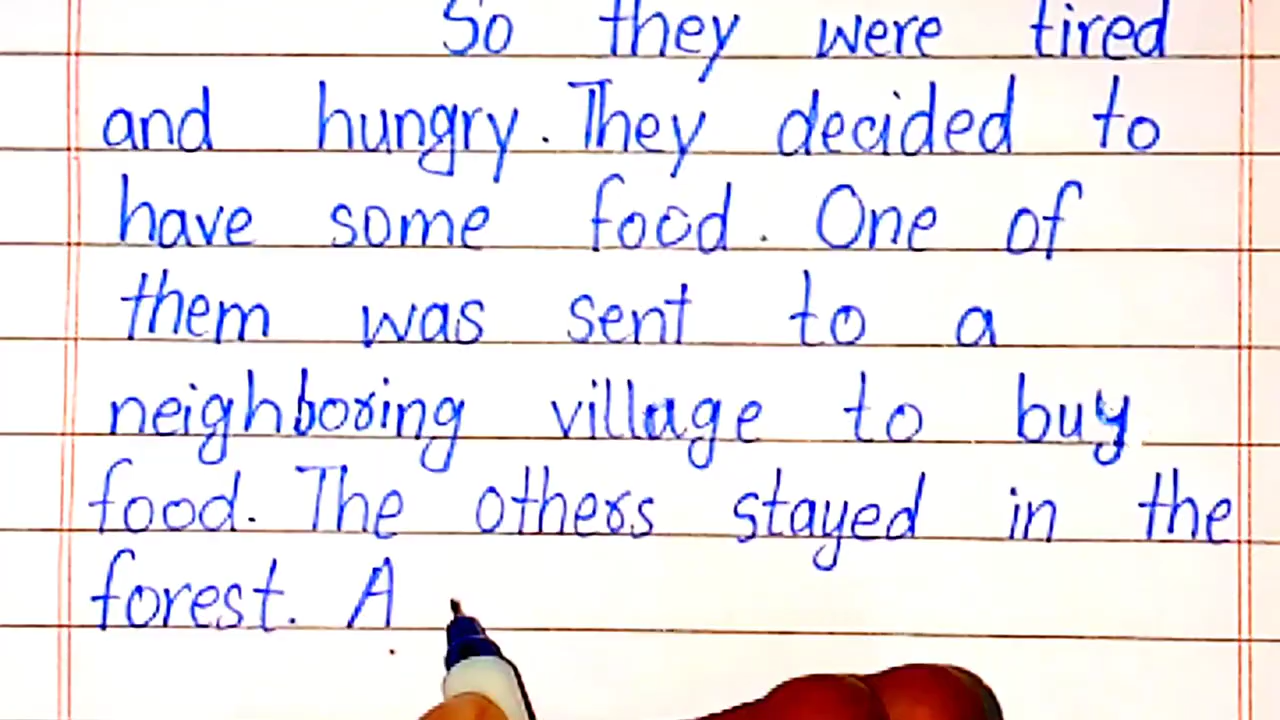 So they were tired
and hungry. They decided to
have some food. One of
them was sent to a
neighboring village to buy
food. The others stayed in the
forest. A